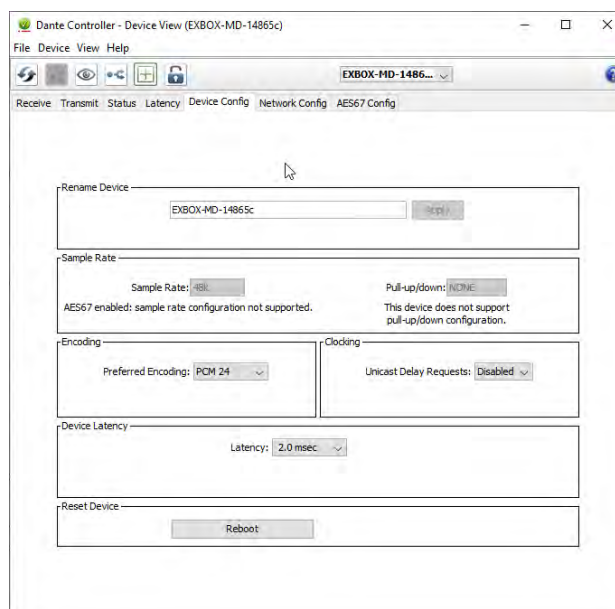 Dante Controller - Device View (EXBOX-MD-14865c)
File Device View Help
EXBOX-MD-1486...
Receive Transmit Status Latency Device Config Network Config AES67 Config
Rename Device
EXBOX-MD-14865c Apply
Sample Rate
Sample Rate: 48k Pull-up/down: NONE
AES67 enabled: sample rate configuration not supported. This device does not support
pull-up/down configuration.
Encoding Clocking
Preferred Encoding: PCM 24 Unicast Delay Requests: Disabled
Device Latency
Latency: 2.0 msec
Reset Device
Reboot